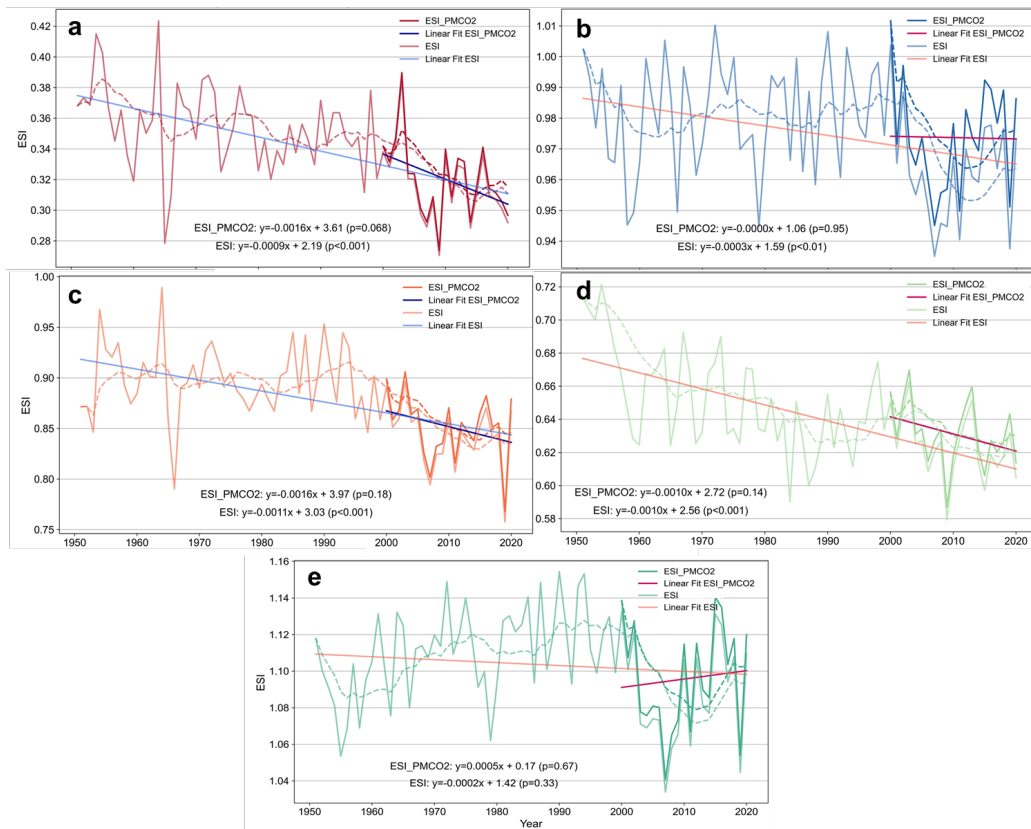 a
ESI_PMCO2
Linear Fit ESI_PMCO2
ESI
Linear Fit ESI
0.42
0.40
0.38
0.36
0.34
0.32
0.30
0.28
ESI
ESI_PMCO2: y=-0.0016x + 3.61 (p=0.068)
ESI: y=-0.0009x + 2.19 (p<0.001)
b
ESI_PMCO2
Linear Fit ESI_PMCO2
ESI
Linear Fit ESI
1.01
1.00
0.99
0.98
0.97
0.96
0.95
0.94
ESI_PMCO2: y=-0.0000x + 1.06 (p=0.95)
ESI: y=-0.0003x + 1.59 (p<0.01)
c
ESI_PMCO2
Linear Fit ESI_PMCO2
ESI
Linear Fit ESI
1.00
0.95
0.90
0.85
0.80
0.75
ESI
ESI_PMCO2: y=-0.0016x + 3.97 (p=0.18)
ESI: y=-0.0011x + 3.03 (p<0.001)
1950 1960 1970 1980 1990 2000 2010 2020
d
ESI_PMCO2
Linear Fit ESI_PMCO2
ESI
Linear Fit ESI
0.72
0.68
0.66
0.64
0.62
0.60
0.58
ESI_PMCO2: y=-0.0010x + 2.72 (p=0.14)
ESI: y=-0.0010x + 2.56 (p<0.001)
1950 1960 1970 1980 1990 2000 2010 2020
e
ESI_PMCO2
Linear Fit ESI_PMCO2
ESI
Linear Fit ESI
1.16
1.14
1.12
1.10
1.08
1.06
1.04
ESI
ESI_PMCO2: y=0.0005x + 0.17 (p=0.67)
ESI: y=-0.0002x + 1.42 (p=0.33)
1950 1960 1970 1980 1990 2000 2010 2020
Year